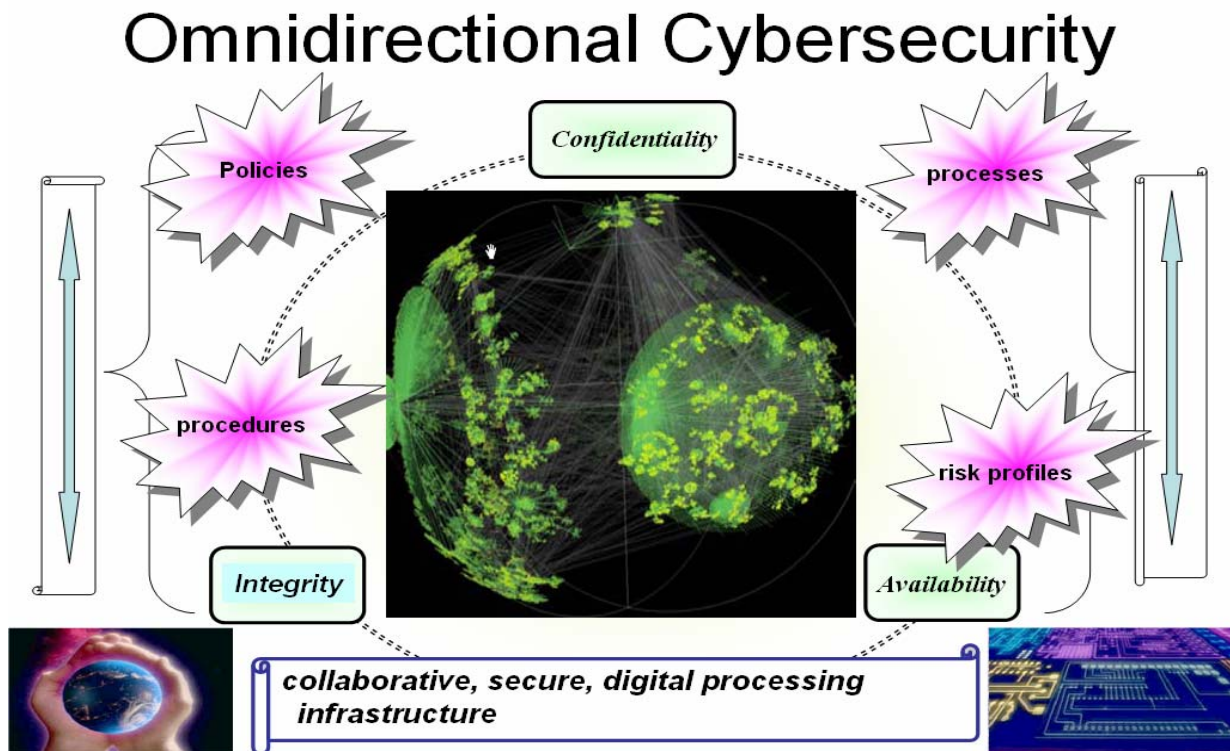 Omnidirectional Cybersecurity
Confidentiality
Policies
processes
procedures
risk profiles
Integrity
Availability
collaborative, secure, digital processing
infrastructure